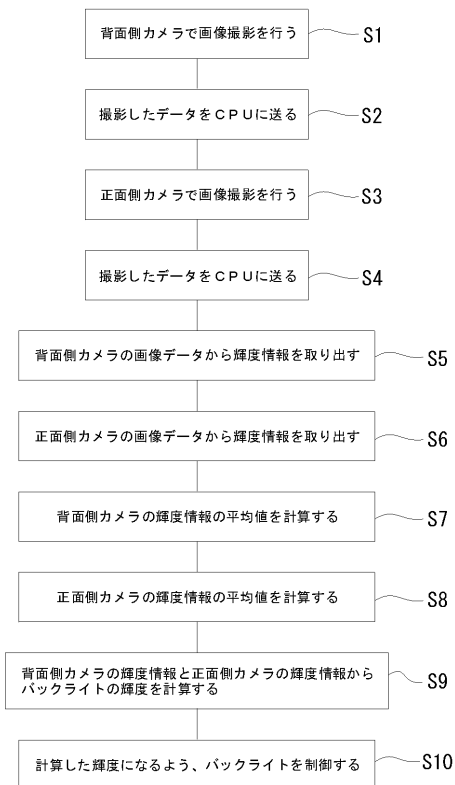 背面側カメラで画像撮影を行う
S1
撮影したデータをCPUに送る
S2
正面側カメラで画像撮影を行う
S3
撮影したデータをCPUに送る
S4
背面側カメラの画像データから輝度情報を取り出す
S5
正面側カメラの画像データから輝度情報を取り出す
S6
背面側カメラの輝度情報の平均値を計算する
S7
正面側カメラの輝度情報の平均値を計算する
S8
背面側カメラの輝度情報と正面側カメラの輝度情報から
バックライトの輝度を計算する
S9
計算した輝度になるよう、バックライトを制御する
S10